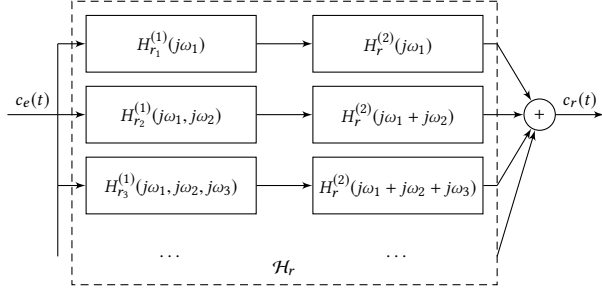 H_{r_1}^{(1)}(jω_1) H_r^{(2)}(jω_1)
c_e(t) H_{r_2}^{(1)}(jω_1, jω_2) H_r^{(2)}(jω_1 + jω_2) + c_r(t)
H_{r_3}^{(1)}(jω_1, jω_2, jω_3) H_r^{(2)}(jω_1 + jω_2 + jω_3)
... ...
ℋ_r